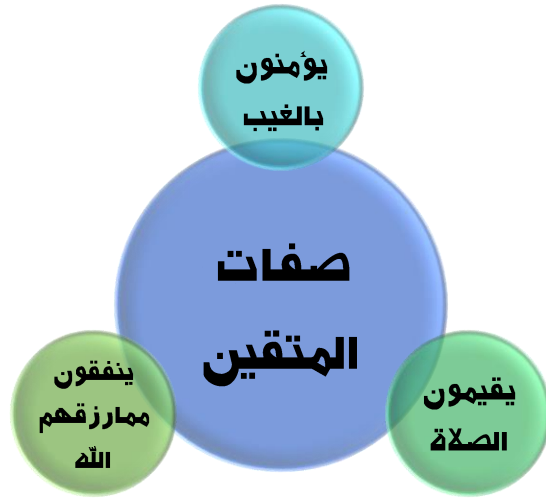 يؤمنون
بالغيب
صفات
المتقين
يقيمون
الصلاة
ينفقون
ممارزقهم
الله